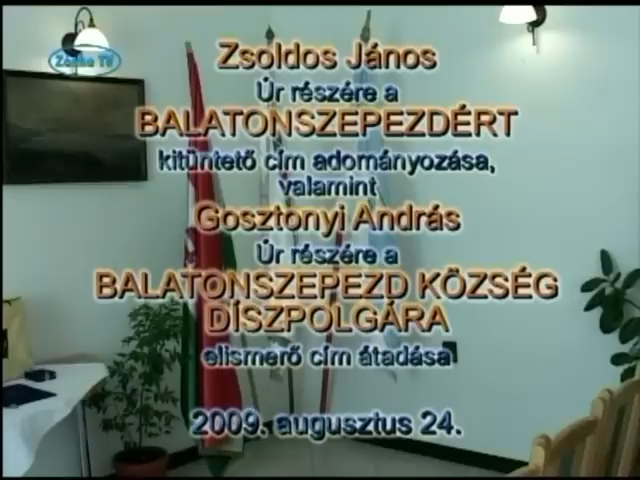 Zsoldos János
Úr részére a
BALATONSZEPEZDÉRT
kitüntető cím adományozása,
valamint
Gosztonyi András
Úr részére a
BALATONSZEPEZD KÖZSÉG
DÍSZPOLGÁRA
elismerő cím átadása
2009. augusztus 24.